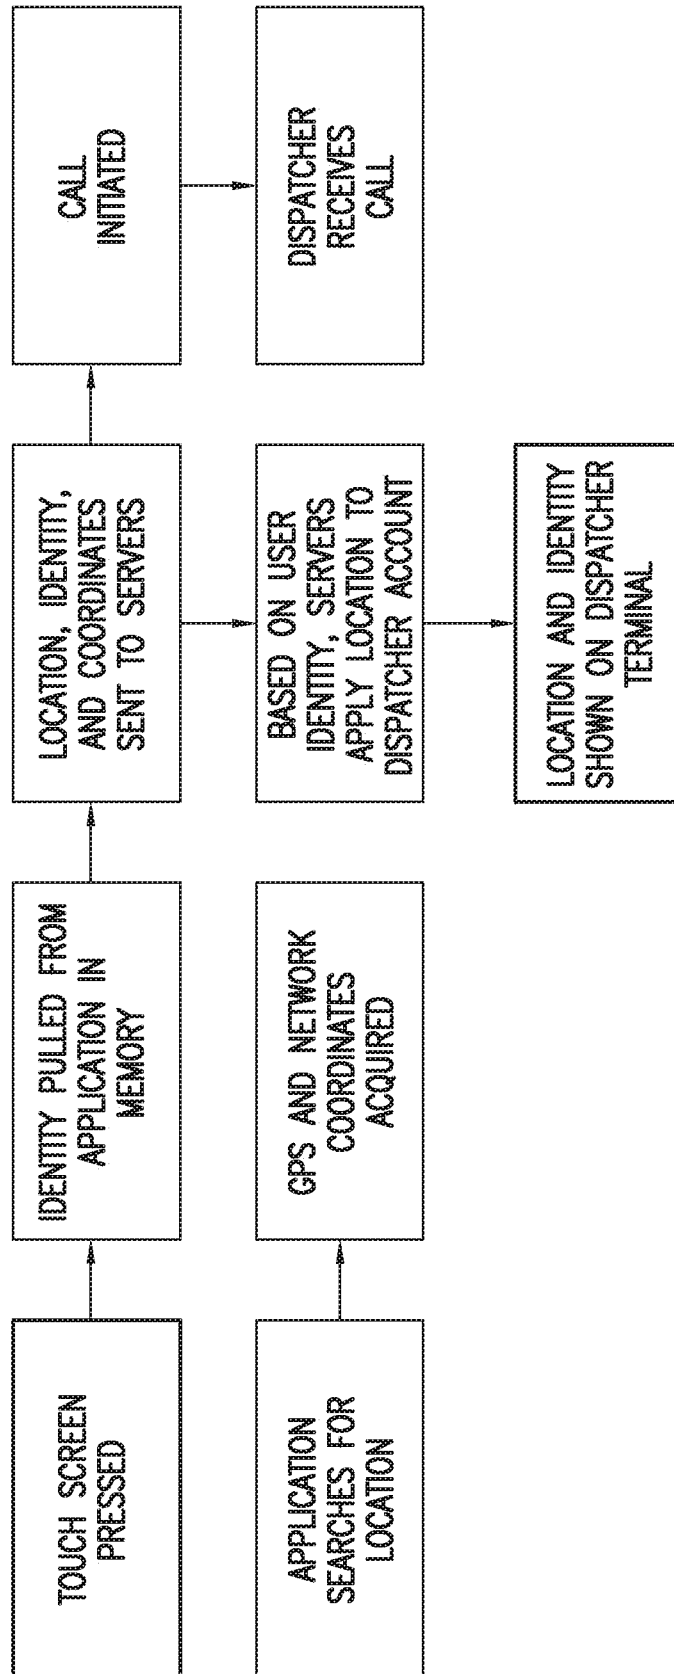 TOUCH SCREEN
PRESSED
IDENTITY PULLED FROM
APPLICATION IN
MEMORY
LOCATION, IDENTITY,
AND COORDINATES
SENT TO SERVERS
CALL
INITIATED
APPLICATION
SEARCHES FOR
LOCATION
GPS AND NETWORK
COORDINATES
ACQUIRED
BASED ON USER
IDENTITY, SERVERS
APPLY LOCATION TO
DISPATCHER ACCOUNT
DISPATCHER
RECEIVES
CALL
LOCATION AND IDENTITY
SHOWN ON DISPATCHER
TERMINAL